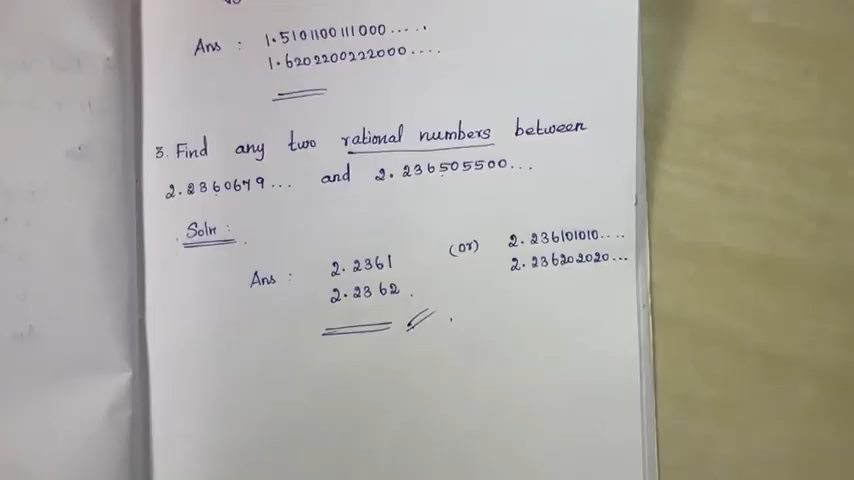 Ans : 1.5101100111000.....
1.6202200222000....
3. Find any two rational numbers between
2.2360679... and 2.236505500...
Soln :
Ans : 2.2361 (or) 2.236101010....
2.2362. 2.236202020...